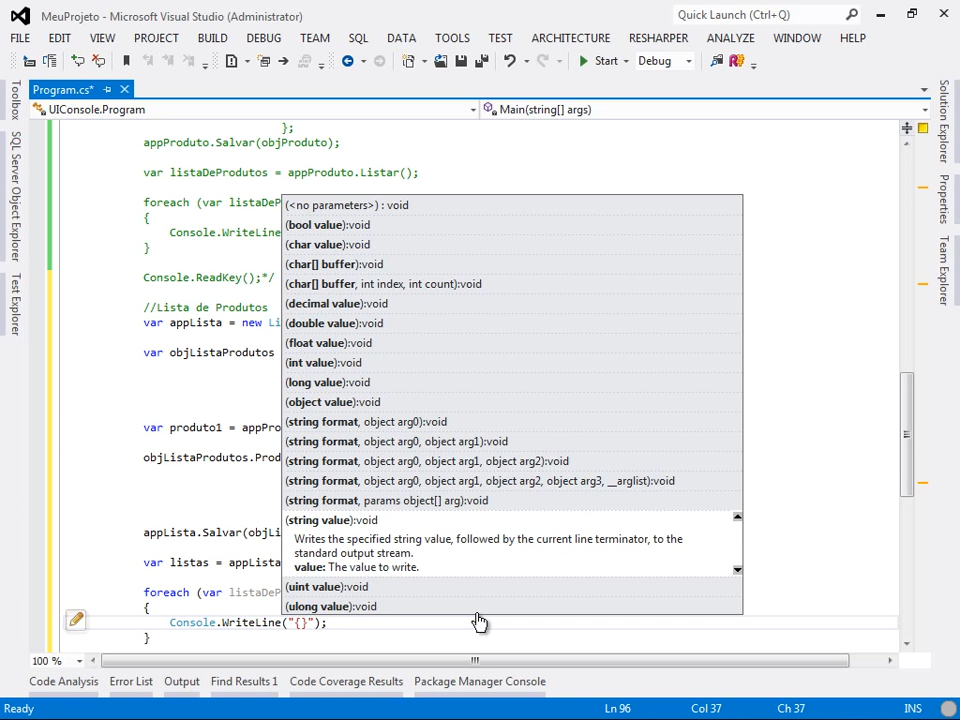 MeuProjeto - Microsoft Visual Studio (Administrator)
Quick Launch (Ctrl+Q)
FILE EDIT VIEW PROJECT BUILD DEBUG TEAM SQL DATA TOOLS TEST ARCHITECTURE RESHARPER ANALYZE WINDOW HELP
Start Debug
Program.cs*
UIConsole.Program
Main(string[] args)
Toolbox
SQL Server Object Explorer
Test Explorer
Solution Explorer
Properties
Team Explorer
};
appProduto.Salvar(objProduto);
var listaDeProdutos = appProduto.Listar();
foreach (var listaDeP
{
Console.WriteLine
}
Console.ReadKey();*/
//Lista de Produtos
var appLista = new Li
var objListaProdutos
var produto1 = appPro
objListaProdutos.Prod
appLista.Salvar(objLi
var listas = appLista
foreach (var listaDeP
{
Console.WriteLine("{}");
}
(<no parameters>) : void
(bool value):void
(char value):void
(char[] buffer):void
(char[] buffer, int index, int count):void
(decimal value):void
(double value):void
(float value):void
(int value):void
(long value):void
(object value):void
(string format, object arg0):void
(string format, object arg0, object arg1):void
(string format, object arg0, object arg1, object arg2):void
(string format, object arg0, object arg1, object arg2, object arg3, __arglist):void
(string format, params object[] arg):void
(string value):void
Writes the specified string value, followed by the current line terminator, to the
standard output stream.
value: The value to write.
(uint value):void
(ulong value):void
100 %
Code Analysis Error List Output Find Results 1 Code Coverage Results Package Manager Console
Ready Ln 96 Col 37 Ch 37 INS